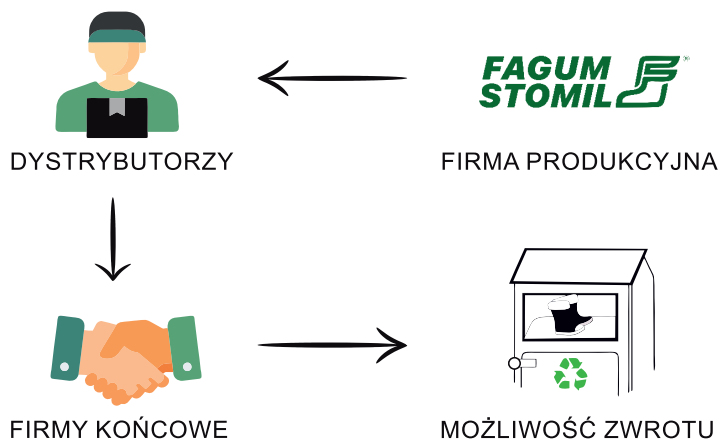 FAGUM
STOMIL
DYSTRYBUTORZY
FIRMA PRODUKCYJNA
FIRMY KOŃCOWE
MOŻLIWOŚĆ ZWROTU